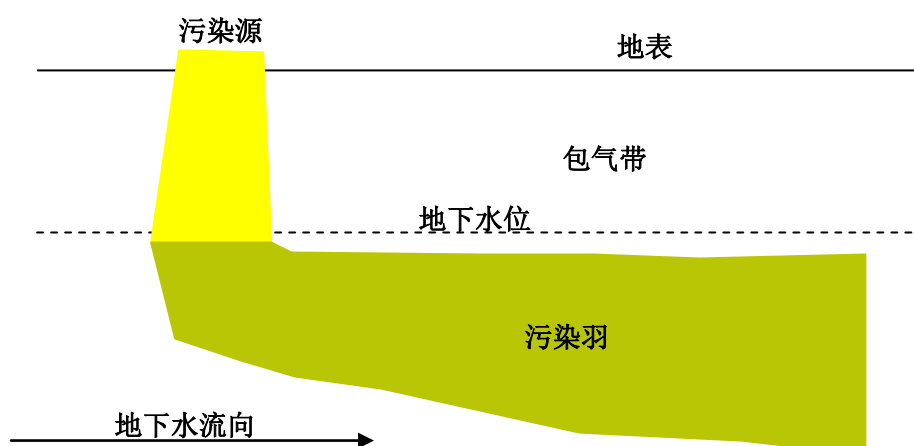 污染源
地表
包气带
地下水位
污染羽
地下水流向